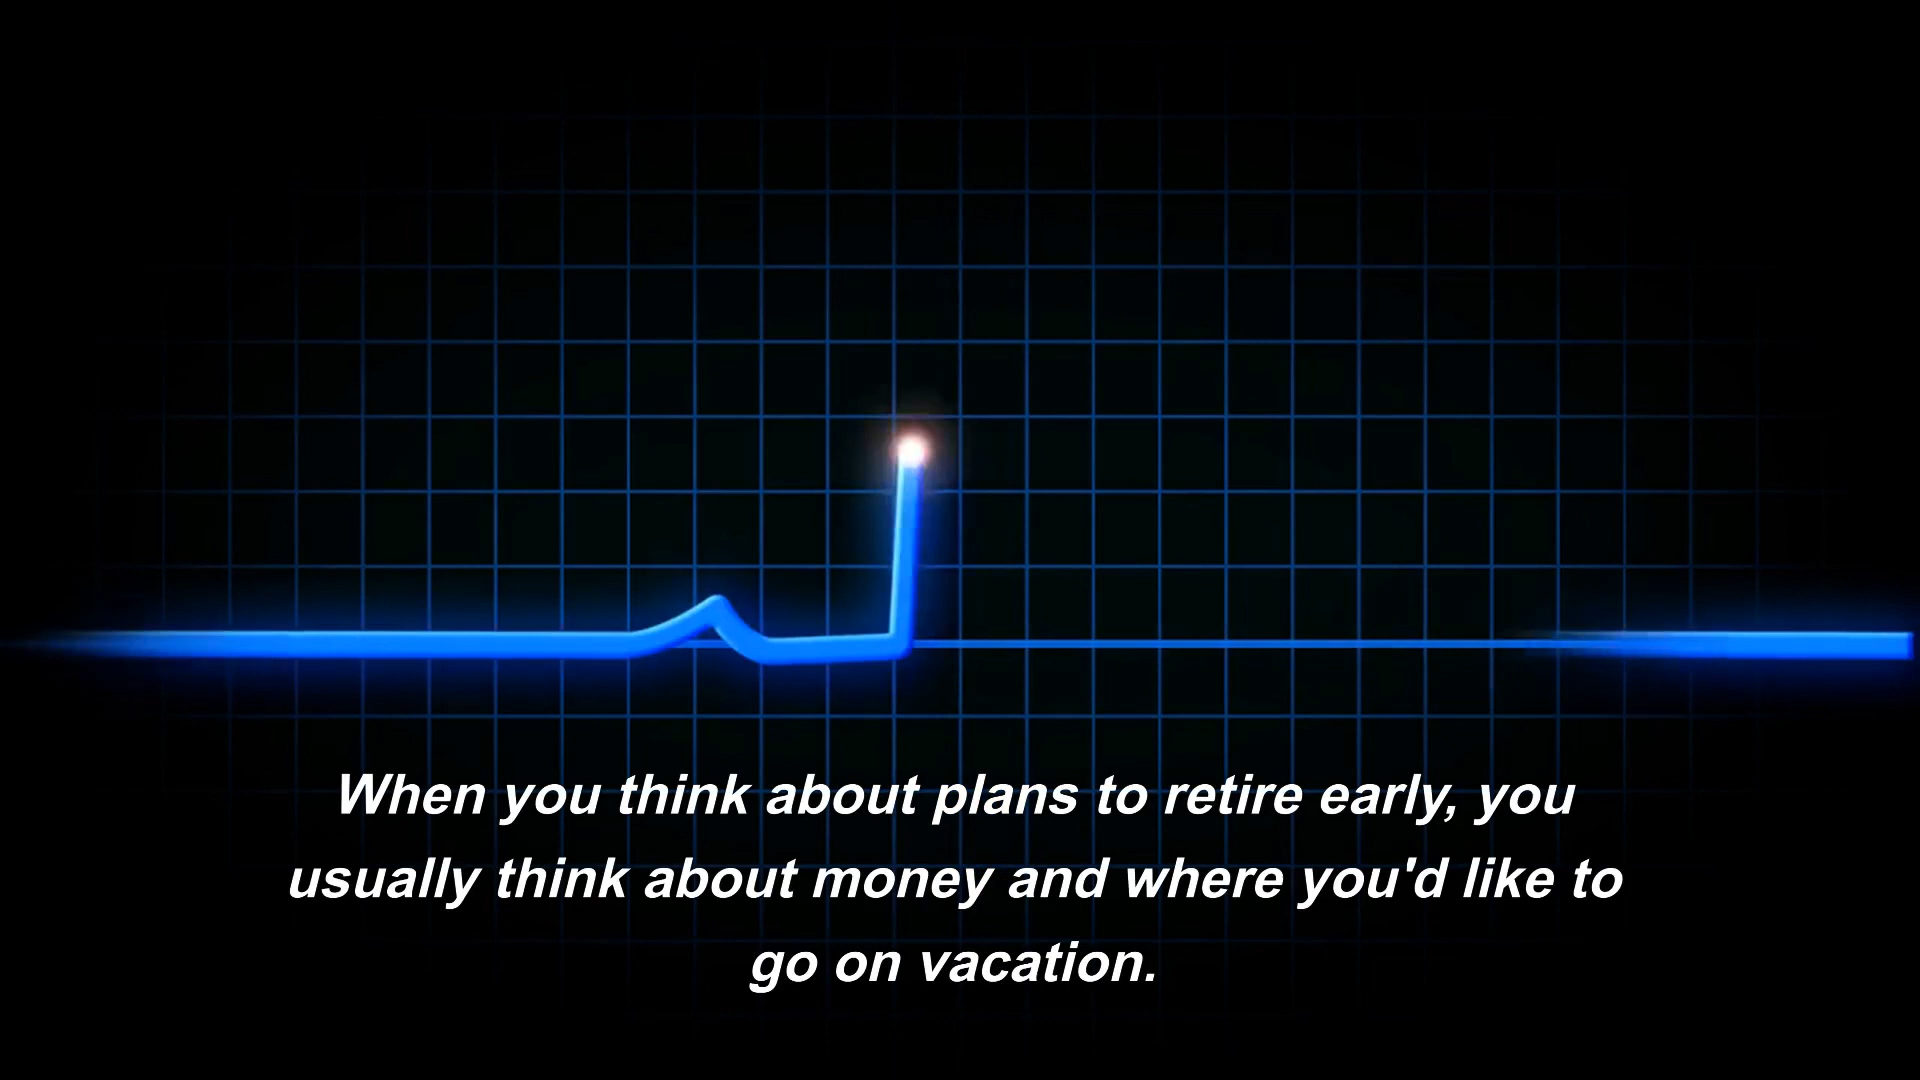 When you think about plans to retire early, you
usually think about money and where you'd like to
go on vacation.